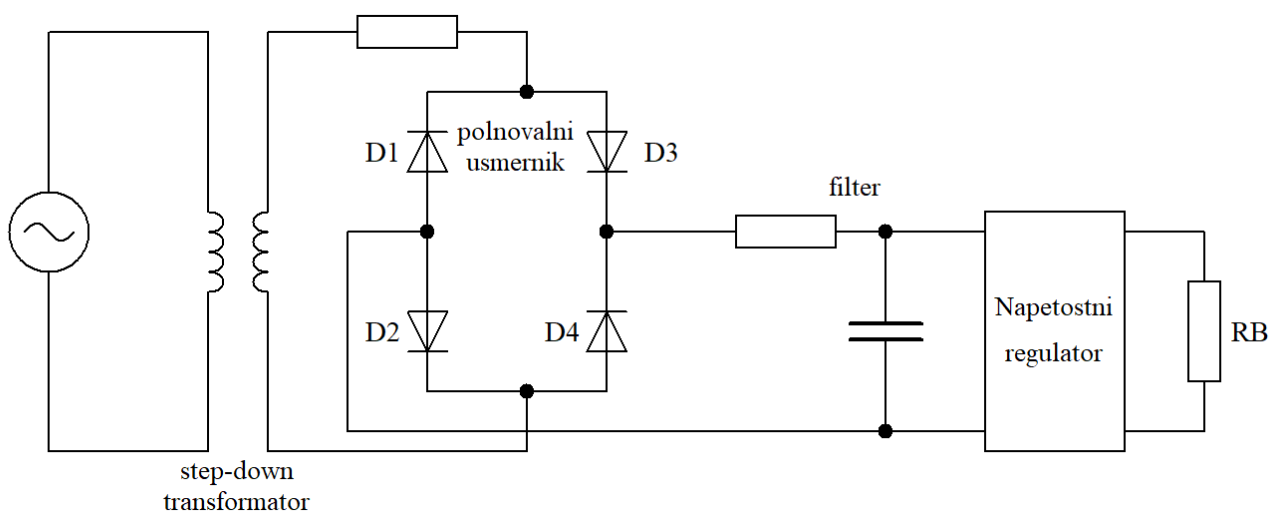 polnovalni
usmernik
D1
D3
filter
D2
D4
Napetostni
regulator
RB
step-down
transformator